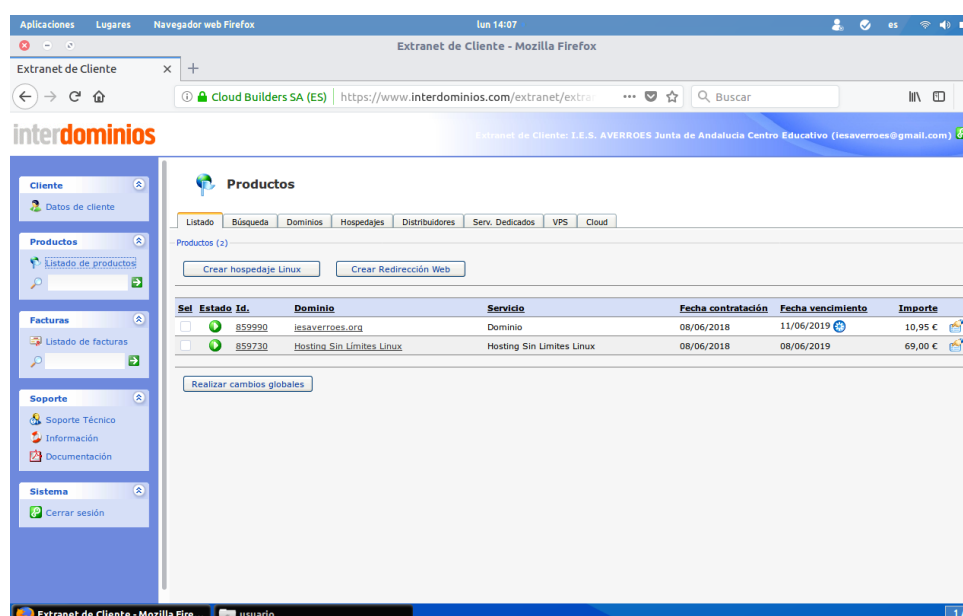 Aplicaciones Lugares Navegador web Firefox lun 14:07 es
Extranet de Cliente - Mozilla Firefox
Extranet de Cliente × +
Cloud Builders SA (ES) https://www.interdominios.com/extranet/extra ••• Buscar
interdominios
Extranet de Cliente: I.E.S. AVERROES Junta de Andalucia Centro Educativo (iesaverroes@gmail.com)
Cliente
Datos de cliente
Productos
Listado de productos
Facturas
Listado de facturas
Soporte
Soporte Técnico
Información
Documentación
Sistema
Cerrar sesión
Productos
Listado Búsqueda Dominios Hospedajes Distribuidores Serv. Dedicados VPS Cloud
Productos (2)
Crear hospedaje Linux Crear Redirección Web
Sel Estado Id. Dominio Servicio Fecha contratación Fecha vencimiento Importe
859990 iesaverroes.org Dominio 08/06/2018 11/06/2019 10,95 €
859730 Hosting Sin Límites Linux Hosting Sin Limites Linux 08/06/2018 08/06/2019 69,00 €
Realizar cambios globales
Extranet de Cliente - Mozilla Fire... usuario